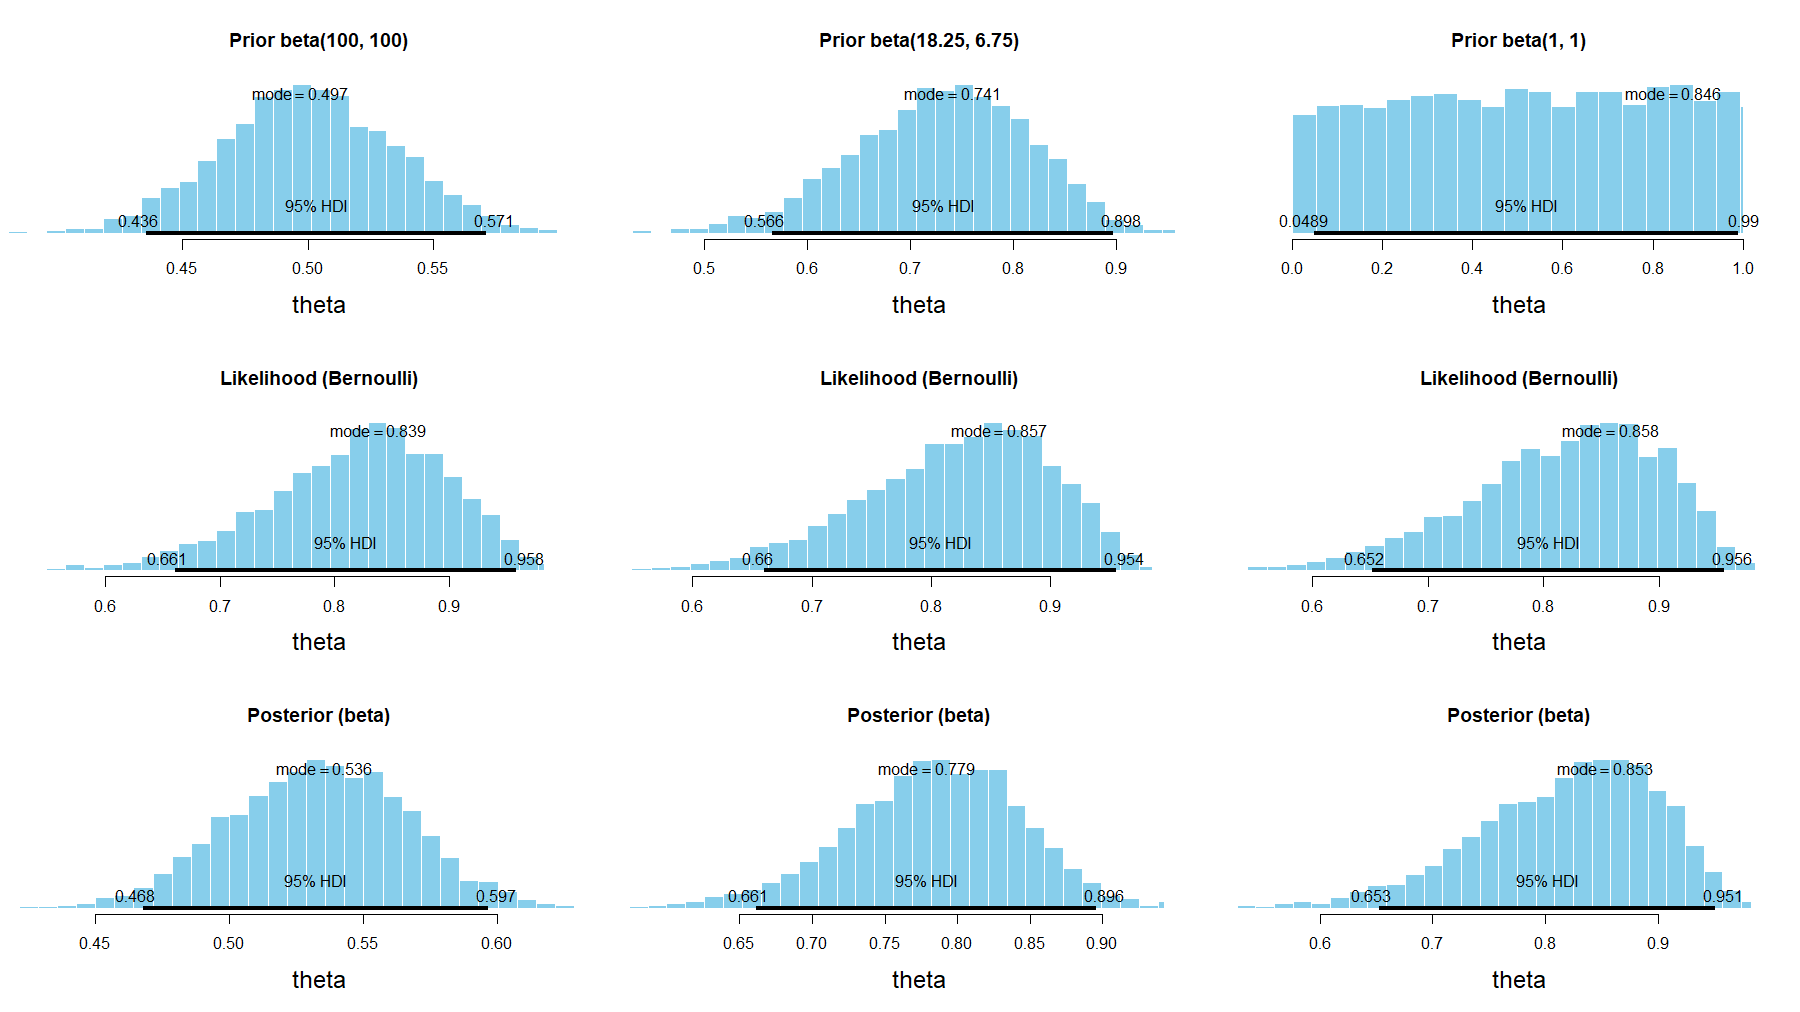 Prior beta(100, 100)
mode = 0.497
95% HDI
0.436
0.571
0.45 0.50 0.55
theta
Prior beta(18.25, 6.75)
mode = 0.741
95% HDI
0.566
0.898
0.5 0.6 0.7 0.8 0.9
theta
Prior beta(1, 1)
mode = 0.846
95% HDI
0.0489
0.99
0.0 0.2 0.4 0.6 0.8 1.0
theta
Likelihood (Bernoulli)
mode = 0.839
95% HDI
0.661
0.958
0.6 0.7 0.8 0.9
theta
Likelihood (Bernoulli)
mode = 0.857
95% HDI
0.66
0.954
0.6 0.7 0.8 0.9
theta
Likelihood (Bernoulli)
mode = 0.858
95% HDI
0.652
0.956
0.6 0.7 0.8 0.9
theta
Posterior (beta)
mode = 0.536
95% HDI
0.468
0.597
0.45 0.50 0.55 0.60
theta
Posterior (beta)
mode = 0.779
95% HDI
0.661
0.896
0.65 0.70 0.75 0.80 0.85 0.90
theta
Posterior (beta)
mode = 0.853
95% HDI
0.653
0.951
0.6 0.7 0.8 0.9
theta